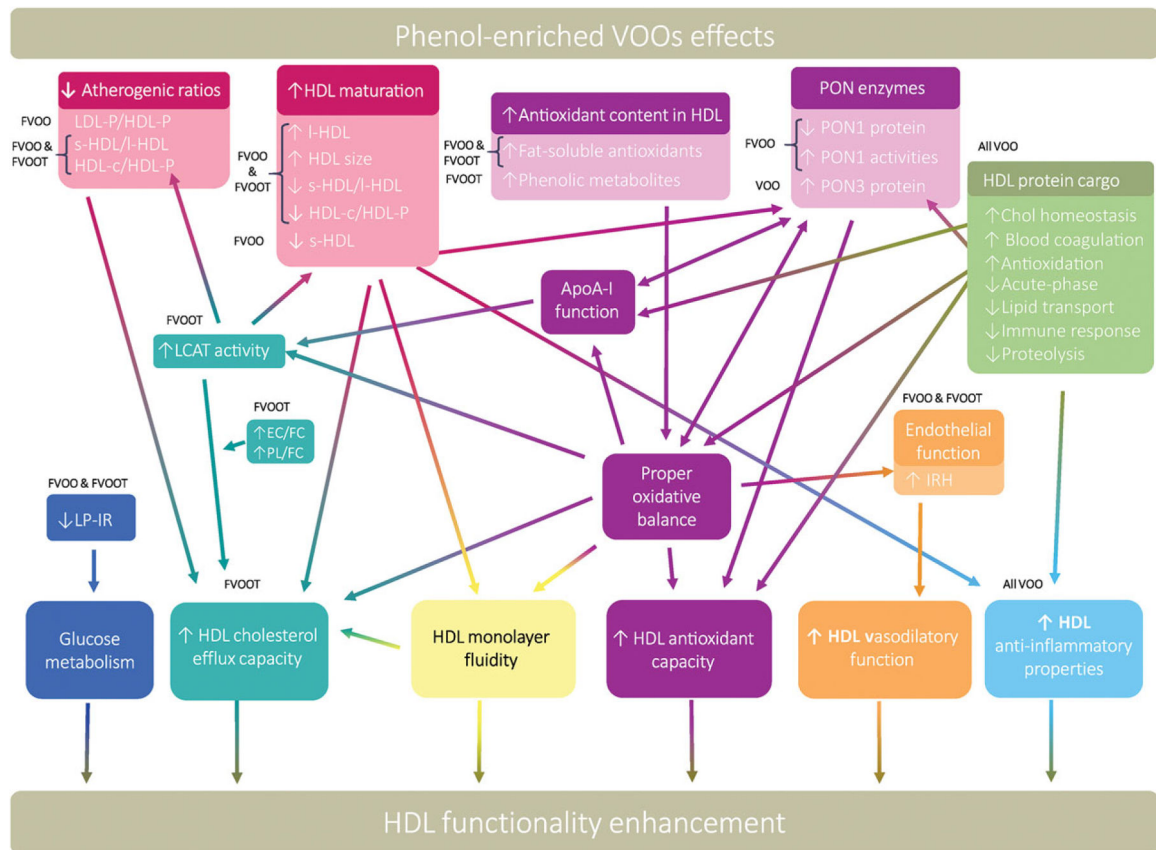 Phenol-enriched VOOs effects
↓ Atherogenic ratios
FVOO
LDL-P/HDL-P
FVOO &
FVOOT
s-HDL/l-HDL
HDL-c/HDL-P
↑HDL maturation
FVOO
&
FVOOT
↑ l-HDL
↑ HDL size
↓ s-HDL/l-HDL
↓ HDL-c/HDL-P
FVOO
↓ s-HDL
↑Antioxidant content in HDL
FVOO &
FVOOT
↑Fat-soluble antioxidants
FVOOT
↑Phenolic metabolites
PON enzymes
FVOO
↓ PON1 protein
↑ PON1 activities
VOO
↑ PON3 protein
All VOO
HDL protein cargo
↑Chol homeostasis
↑ Blood coagulation
↑Antioxidation
↓Acute-phase
↓Lipid transport
↓Immune response
↓Proteolysis
ApoA-I
function
FVOOT
↑LCAT activity
FVOOT
↑EC/FC
↑PL/FC
FVOO & FVOOT
Endothelial
function
↑ IRH
Proper
oxidative
balance
FVOO & FVOOT
↓LP-IR
Glucose
metabolism
FVOOT
↑ HDL cholesterol
efflux capacity
HDL monolayer
fluidity
↑ HDL antioxidant
capacity
↑ HDL vasodilatory
function
All VOO
↑ HDL
anti-inflammatory
properties
HDL functionality enhancement